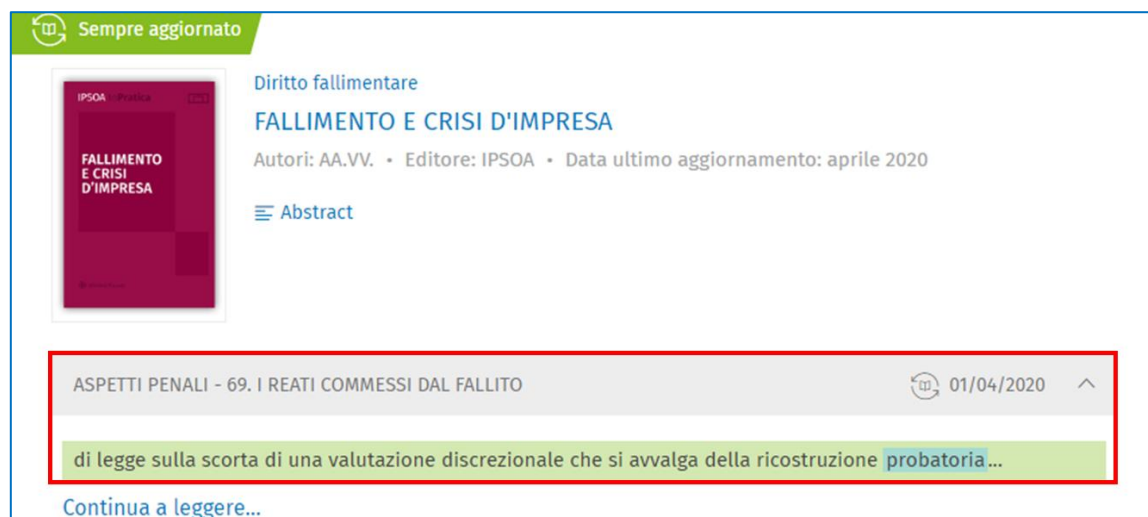 Sempre aggiornato
IPSOA InPratica
FALLIMENTO
E CRISI
D'IMPRESA
Diritto fallimentare
FALLIMENTO E CRISI D'IMPRESA
Autori: AA.VV. • Editore: IPSOA • Data ultimo aggiornamento: aprile 2020
Abstract
ASPETTI PENALI - 69. I REATI COMMESSI DAL FALLITO 01/04/2020
di legge sulla scorta di una valutazione discrezionale che si avvalga della ricostruzione probatoria...
Continua a leggere...